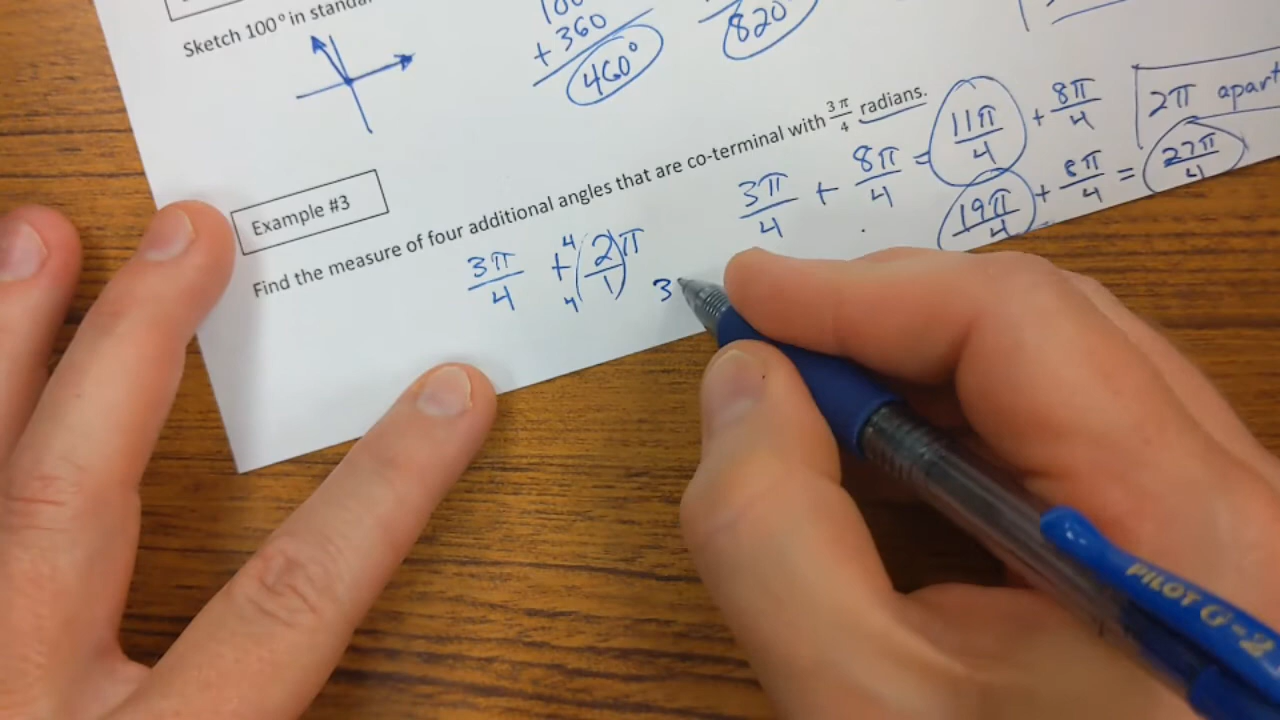 Sketch 100° in standa
100
+ 360
460°
820
Example #3
Find the measure of four additional angles that are co-terminal with 3π/4 radians.
3π/4 + 4/4 (2/1) π
3π/4 + 8π/4 = 11π/4 + 8π/4
19π/4 + 8π/4 = 27π/4
2π apart
3
PILOT G-2